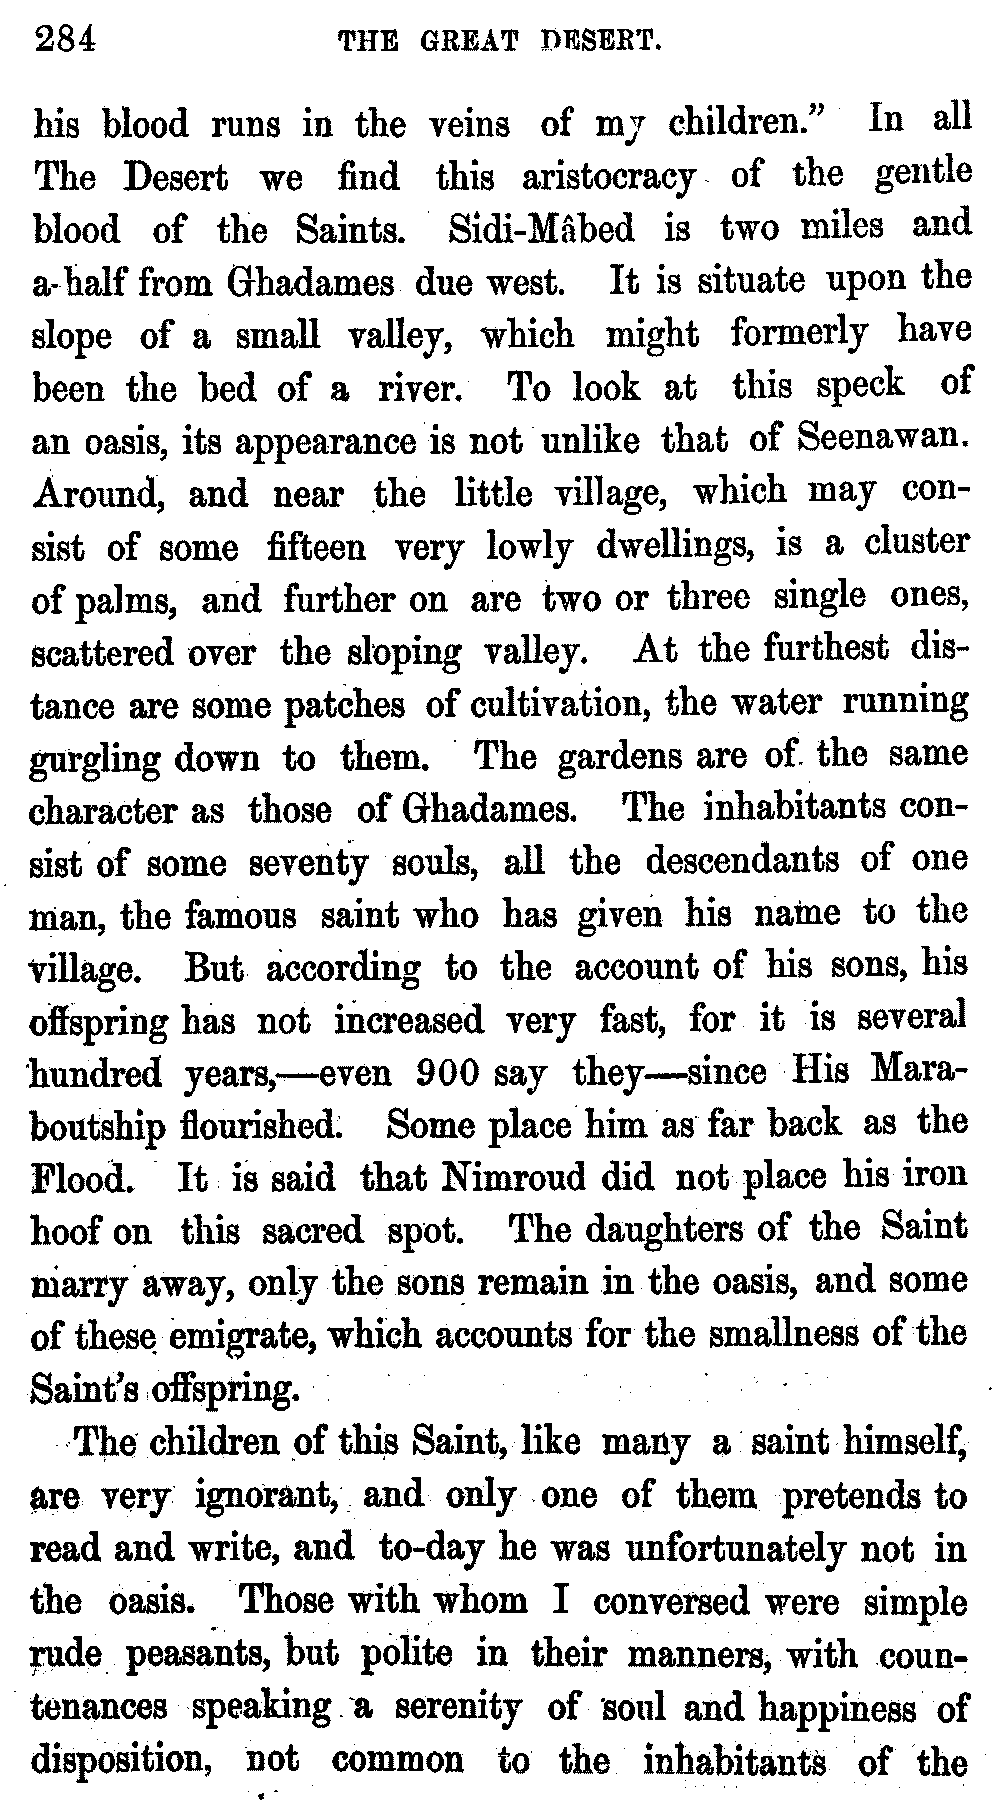 284 THE GREAT DESERT.
his blood runs in the veins of my children.” In all
The Desert we find this aristocracy of the gentle
blood of the Saints. Sidi-Mâbed is two miles and
a-half from Ghadames due west. It is situate upon the
slope of a small valley, which might formerly have
been the bed of a river. To look at this speck of
an oasis, its appearance is not unlike that of Seenawan.
Around, and near the little village, which may con-
sist of some fifteen very lowly dwellings, is a cluster
of palms, and further on are two or three single ones,
scattered over the sloping valley. At the furthest dis-
tance are some patches of cultivation, the water running
gurgling down to them. The gardens are of the same
character as those of Ghadames. The inhabitants con-
sist of some seventy souls, all the descendants of one
man, the famous saint who has given his name to the
village. But according to the account of his sons, his
offspring has not increased very fast, for it is several
hundred years,—even 900 say they—since His Mara-
boutship flourished. Some place him as far back as the
Flood. It is said that Nimroud did not place his iron
hoof on this sacred spot. The daughters of the Saint
marry away, only the sons remain in the oasis, and some
of these emigrate, which accounts for the smallness of the
Saint's offspring.
The children of this Saint, like many a saint himself,
are very ignorant, and only one of them pretends to
read and write, and to-day he was unfortunately not in
the oasis. Those with whom I conversed were simple
rude peasants, but polite in their manners, with coun-
tenances speaking a serenity of soul and happiness of
disposition, not common to the inhabitants of the